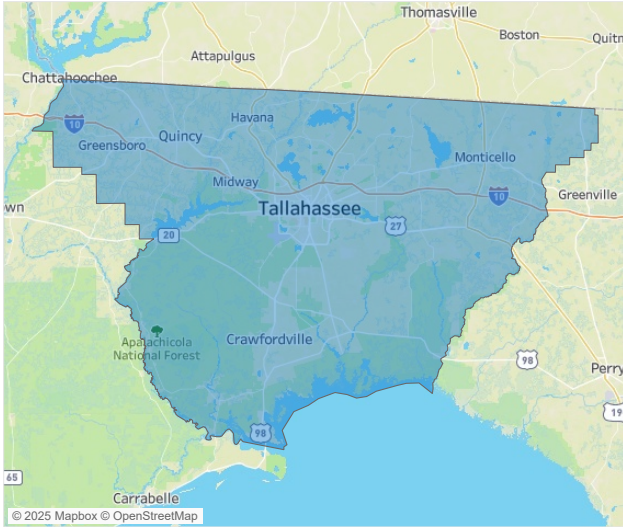 Thomasville
Boston
Quitm
Attapulgus
Chattahoochee
Havana
10
Quincy
Greensboro
Monticello
Midway
10
Greenville
Tallahassee
own
27
20
Apalachicola
National Forest
Crawfordville
98
Perry
19
98
65
Carrabelle
© 2025 Mapbox © OpenStreetMap